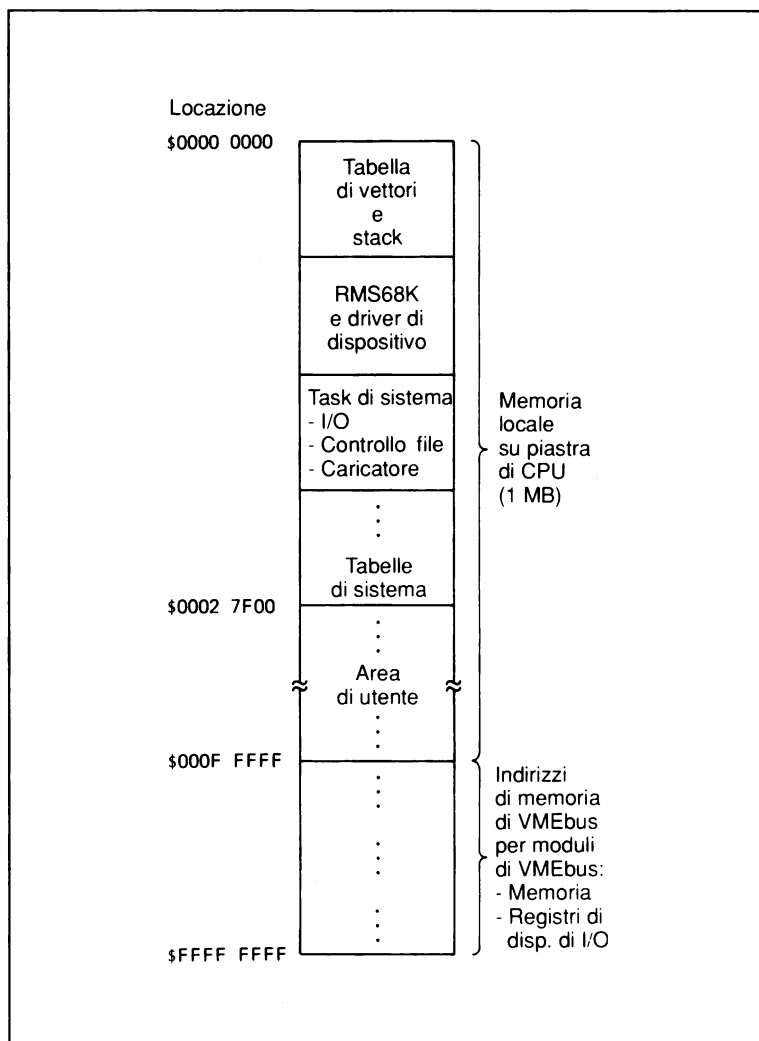 Locazione
$0000 0000
Tabella
di vettori
e
stack
RMS68K
e driver di
dispositivo
Task di sistema
- I/O
- Controllo file
- Caricatore
Memoria
locale
su piastra
di CPU
(1 MB)
Tabelle
di sistema
$0002 7F00
Area
di utente
$000F FFFF
Indirizzi
di memoria
di VMEbus
per moduli
di VMEbus:
- Memoria
- Registri di
disp. di I/O
$FFFF FFFF